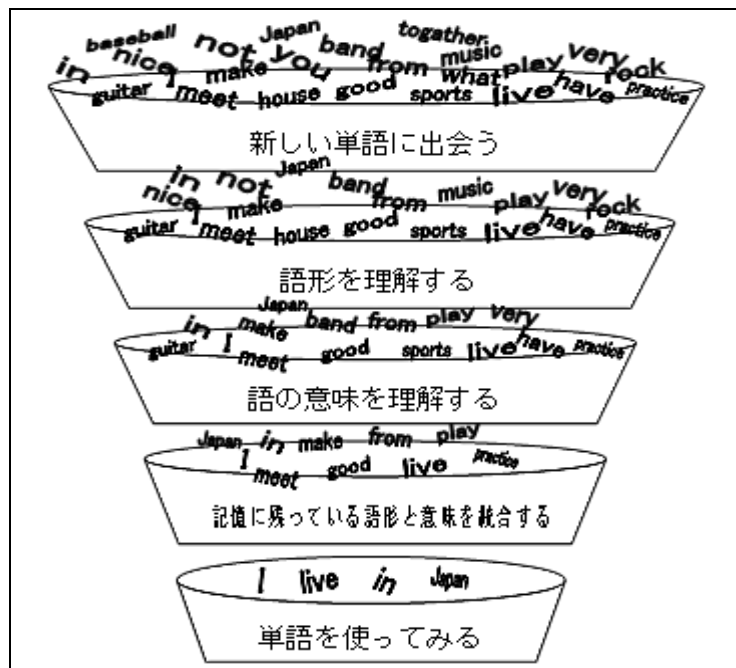 baseball Japan togather.
nice not band music very
in I make you from what play rock
guitar meet house good sports live have practice
新しい単語に出会う
Japan
in not band music very
nice I make from play rock
guitar meet house good sports live have practice
語形を理解する
Japan
in make band from play very
guitar I meet good sports live have practice
語の意味を理解する
Japan in make from play
I meet good live practice
記憶に残っている語形と意味を統合する
I live in Japan
単語を使ってみる